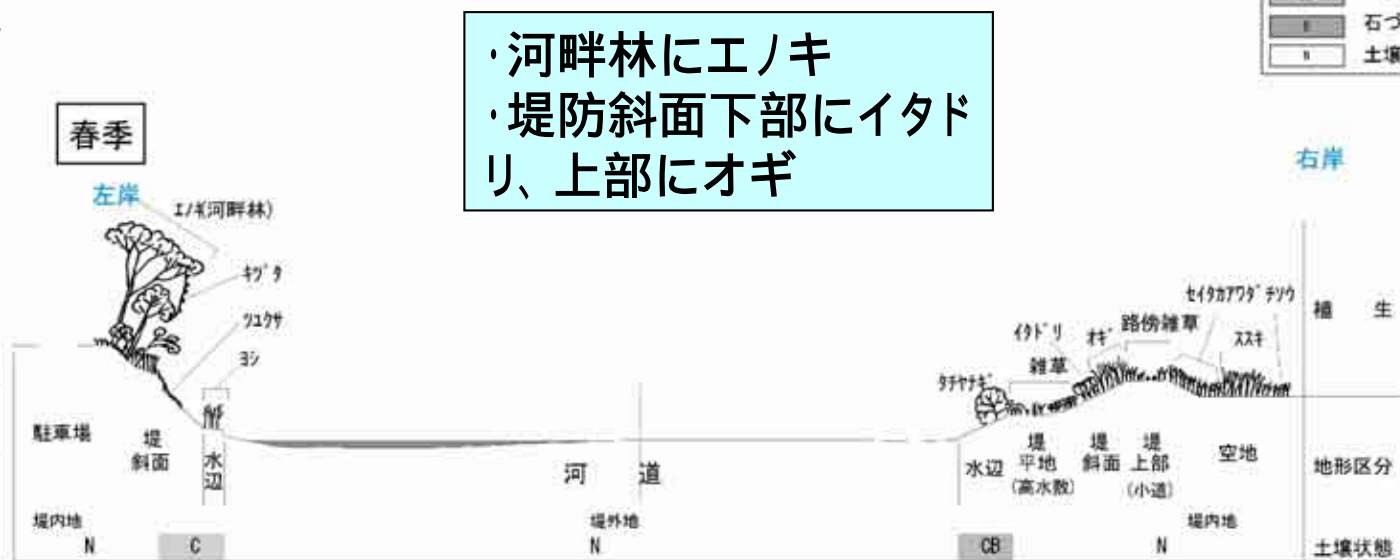 ・河畔林にエノキ
・堤防斜面下部にイタド
リ、上部にオギ
石づ
N 土壌
春季
左岸
右岸
エノキ(河畔林)
キヅタ
ツユクサ
ヨシ
セイタカアワダチソウ
イタドリ
オギ
路傍雑草
ススキ
雑草
タチヤナギ
植 生
駐車場
堤
斜面
水辺
河 道
水辺
堤
平地
(高水敷)
堤
斜面
堤
上部
(小道)
空地
地形区分
堤内地
堤外地
堤内地
N C N CB N 土壌状態